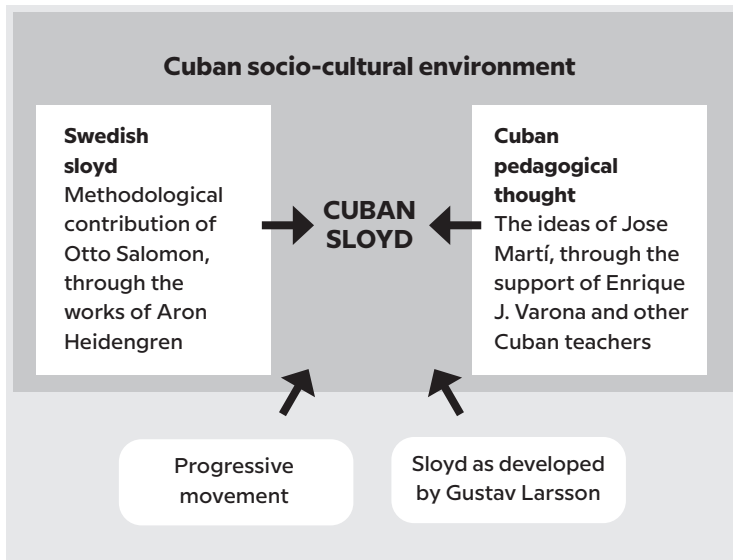 Cuban socio-cultural environment
Swedish
sloyd
Methodological
contribution of
Otto Salomon,
through the
works of Aron
Heidengren
CUBAN
SLOYD
Cuban
pedagogical
thought
The ideas of Jose
Martí, through the
support of Enrique
J. Varona and other
Cuban teachers
Progressive
movement
Sloyd as developed
by Gustav Larsson